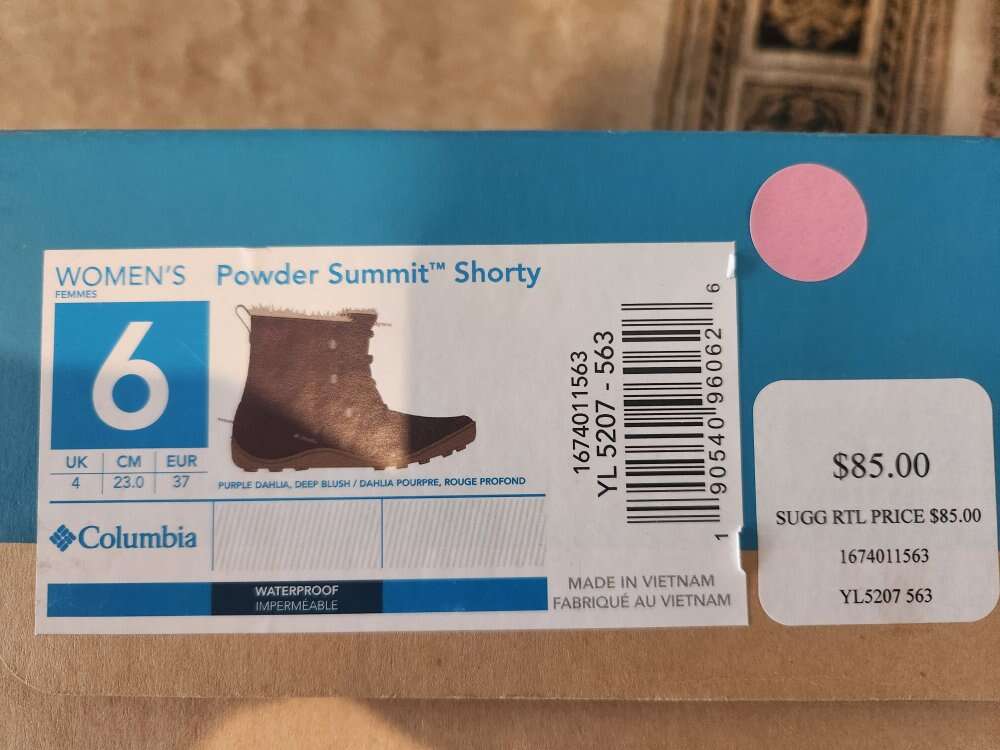 WOMEN'S
FEMMES
Powder Summit™ Shorty
6
UK CM EUR
4 23.0 37
PURPLE DAHLIA, DEEP BLUSH / DAHLIA POURPRE, ROUGE PROFOND
Columbia
WATERPROOF
IMPERMÉABLE
1674011563
YL 5207 - 563
1 90540 96062 6
MADE IN VIETNAM
FABRIQUÉ AU VIETNAM
$85.00
SUGG RTL PRICE $85.00
1674011563
YL5207 563